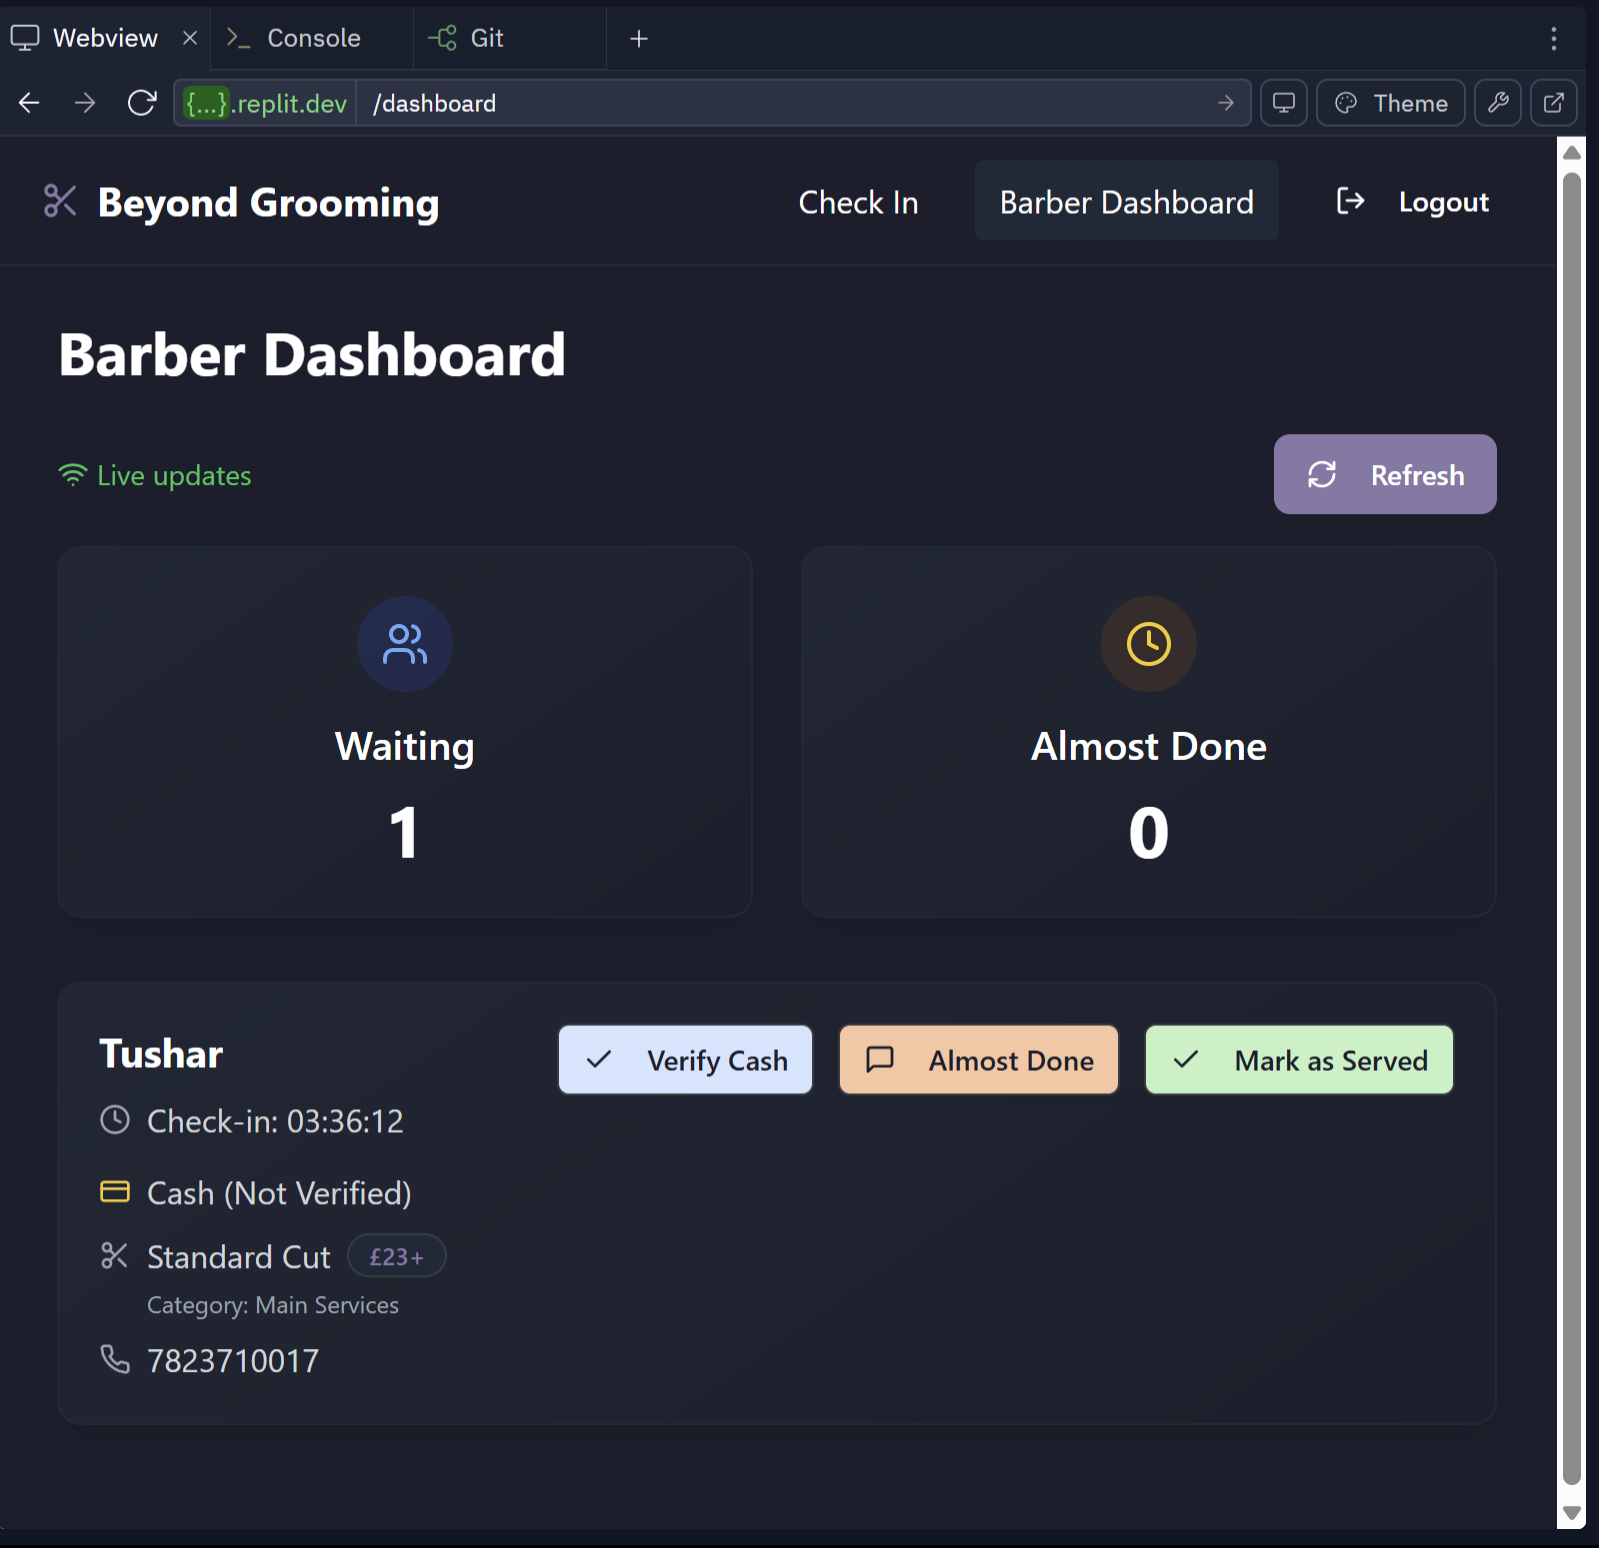 Webview
Console
Git
{...}.replit.dev
/dashboard
Theme
Beyond Grooming
Check In
Barber Dashboard
Logout
Barber Dashboard
Live updates
Refresh
Waiting
1
Almost Done
0
Tushar
Verify Cash
Almost Done
Mark as Served
Check-in: 03:36:12
Cash (Not Verified)
Standard Cut £23+
Category: Main Services
7823710017